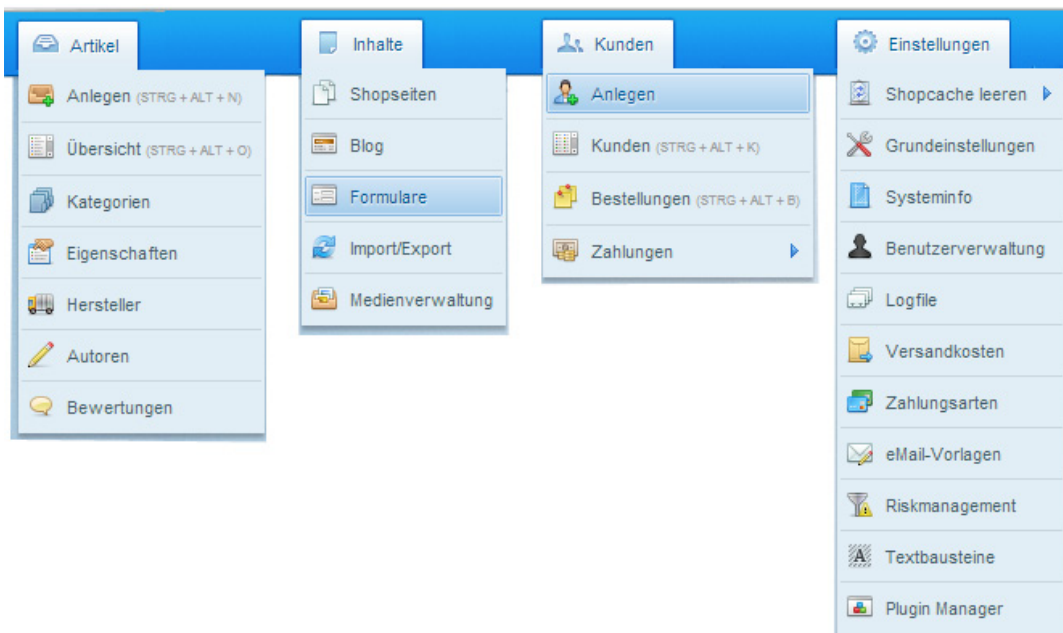 Artikel
Anlegen (STRG + ALT + N)
Übersicht (STRG + ALT + O)
Kategorien
Eigenschaften
Hersteller
Autoren
Bewertungen
Inhalte
Shopseiten
Blog
Formulare
Import/Export
Medienverwaltung
Kunden
Anlegen
Kunden (STRG + ALT + K)
Bestellungen (STRG + ALT + B)
Zahlungen
Einstellungen
Shopcache leeren
Grundeinstellungen
Systeminfo
Benutzerverwaltung
Logfile
Versandkosten
Zahlungsarten
eMail-Vorlagen
Riskmanagement
Textbausteine
Plugin Manager